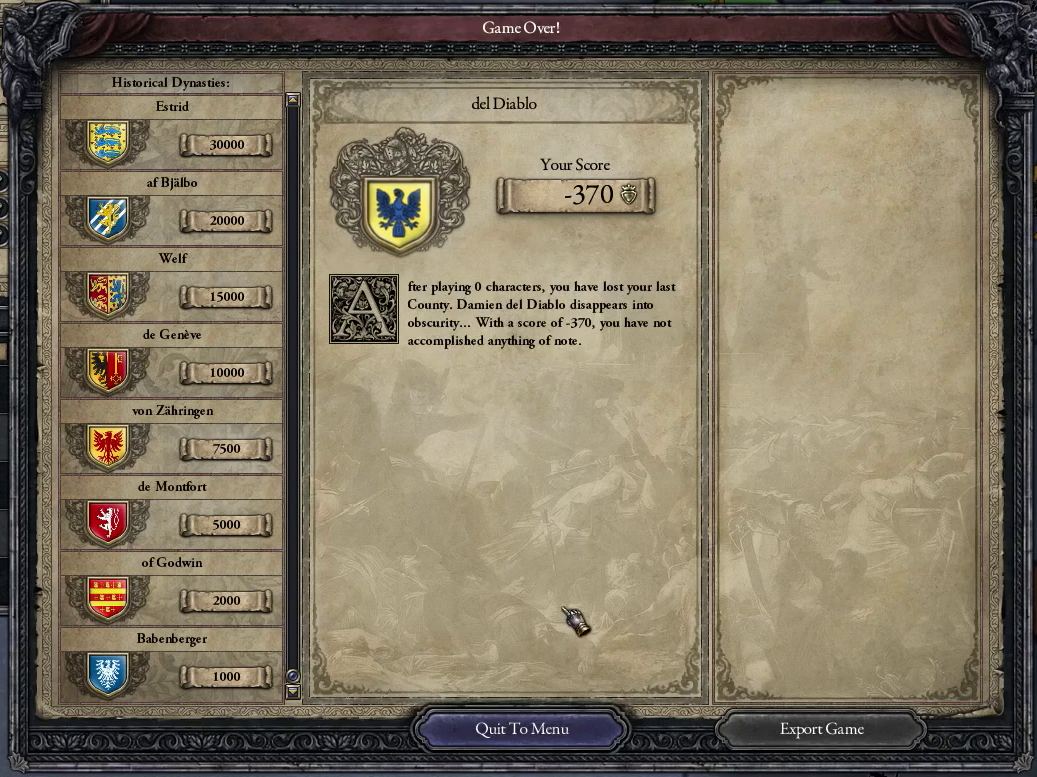 Game Over!
Historical Dynasties:
Estrid
30000
af Bjälbo
20000
Welf
15000
de Genève
10000
von Zähringen
7500
de Montfort
5000
of Godwin
2000
Babenberger
1000
del Diablo
Your Score
-370
After playing 0 characters, you have lost your last
County. Damien del Diablo disappears into
obscurity... With a score of -370, you have not
accomplished anything of note.
Quit To Menu
Export Game